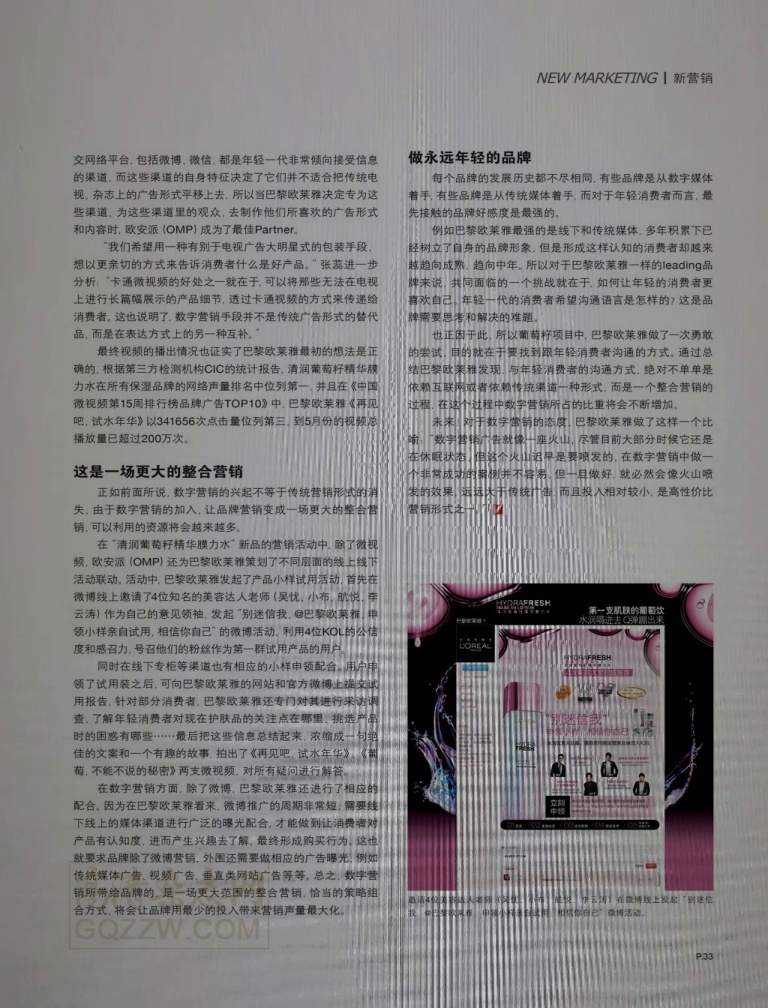 NEW MARKETING | 新营销
交网络平台, 包括微博、微信, 都是年轻一代非常倾向接受信息
的渠道, 而这些渠道的自身特征决定了它们并不适合把传统电
视、杂志上的广告形式平移上去, 所以当巴黎欧莱雅决定专为这
些渠道、为这些渠道里的观众, 去制作他们所喜欢的广告形式
和内容时, 欧安派 (OMP) 成为了最佳Partner。
“我们希望用一种有别于电视广告大明星式的包装手段,
想以更亲切的方式来告诉消费者什么是好产品。” 张蕊进一步
分析, “卡通微视频的好处之一就在于, 可以将那些无法在电视
上进行长篇幅展示的产品细节, 透过卡通视频的方式来传递给
消费者。这也说明了, 数字营销手段并不是传统广告形式的替代
品, 而是在表达方式上的另一种互补。”
最终视频的播出情况也证实了巴黎欧莱雅最初的想法是正
确的, 根据第三方检测机构CIC的统计报告, 清润葡萄籽精华膜
力水在所有保湿品牌的网络声量排名中位列第一, 并且在《中国
微视频第15周排行榜品牌广告TOP10》中, 巴黎欧莱雅《再见
吧, 试水年华》以341656次点击量位列第三, 到5月份的视频总
播放量已超过200万次。
这是一场更大的整合营销
正如前面所说, 数字营销的兴起不等于传统营销形式的消
失, 由于数字营销的加入, 让品牌营销变成一场更大的整合营
销, 可以利用的资源将会越来越多。
在 “清润葡萄籽精华膜力水” 新品的营销活动中, 除了微视
频, 欧安派 (OMP) 还为巴黎欧莱雅策划了不同层面的线上线下
活动联动。活动中, 巴黎欧莱雅发起了产品小样试用活动, 首先在
微博线上邀请了4位知名的美容达人老师 (吴忧、小布、航悦、李
云涛) 作为自己的意见领袖, 发起 “别迷信我, @巴黎欧莱雅, 申
领小样亲自试用, 相信你自己” 的微博活动, 利用4位KOL的公信
度和感召力, 号召他们的粉丝作为第一群试用产品的用户。
同时在线下专柜等渠道也有相应的小样申领配合。用户申
领了试用装之后, 可向巴黎欧莱雅的网站和官方微博上提交试
用报告, 针对部分消费者, 巴黎欧莱雅还专门对其进行采访调
查, 了解年轻消费者对现在护肤品的关注点在哪里, 挑选产品
时的困惑有哪些……最后把这些信息总结起来, 浓缩成一句绝
佳的文案和一个有趣的故事, 拍出了《再见吧, 试水年华》、《葡
萄, 不能不说的秘密》两支微视频, 对所有疑问进行解答。
在数字营销方面, 除了微博, 巴黎欧莱雅还进行了相应的
配合。因为在巴黎欧莱雅看来, 微博推广的周期非常短, 需要线
下线上的媒体渠道进行广泛的曝光配合, 才能做到让消费者对
产品有认知度, 进而产生兴趣去了解, 最终形成购买行为。这也
就要求品牌除了微博营销, 外围还需要做相应的广告曝光, 例如
传统媒体广告、视频广告、垂直类网站广告等等。总之, 数字营
销所带给品牌的, 是一场更大范围的整合营销, 恰当的策略组
合方式, 将会让品牌用最少的投入带来营销声量最大化。
GQZZW.COM
做永远年轻的品牌
每个品牌的发展历史都不尽相同, 有些品牌是从数字媒体
着手, 有些品牌是从传统媒体着手, 而对于年轻消费者而言, 最
先接触的品牌好感度是最强的。
例如巴黎欧莱雅最强的是线下和传统媒体, 多年积累下已
经树立了自身的品牌形象, 但是形成这样认知的消费者却越来
越趋向成熟、趋向中年。所以对于巴黎欧莱雅一样的leading品
牌来说, 共同面临的一个挑战就在于, 如何让年轻的消费者更
喜欢自己。年轻一代的消费者希望沟通语言是怎样的? 这是品
牌需要思考和解决的难题。
也正因于此, 所以葡萄籽项目中, 巴黎欧莱雅做了一次勇敢
的尝试, 目的就在于要找到跟年轻消费者沟通的方式。通过总
结巴黎欧莱雅发现, 与年轻消费者的沟通方式, 绝对不单单是
依赖互联网或者依赖传统渠道一种形式, 而是一个整合营销的
过程, 在这个过程中数字营销所占的比重将会不断增加。
未来, 对于数字营销的态度, 巴黎欧莱雅做了这样一个比
喻, “数字营销广告就像一座火山, 尽管目前大部分时候它还是
在休眠状态, 但这个火山迟早是要喷发的, 在数字营销中做一
个非常成功的案例并不容易, 但一旦做好, 就必然会像火山喷
发的效果, 远远大于传统广告, 而且投入相对较小, 是高性价比
营销形式之一。”
HYDRAFRESH
第一支肌肤的葡萄饮
水润喝进去 Q弹蹦出来
巴黎欧莱雅
L'ORÉAL
HYDRAFRESH
“别迷信我”
申领小样, 相信你自己
立刻
申领
邀请4位美容达人老师 (吴忧、小布、航悦、李云涛) 在微博线上发起 “别迷信
我, @巴黎欧莱雅, 申领小样亲自试用, 相信你自己” 微博活动。
P.33